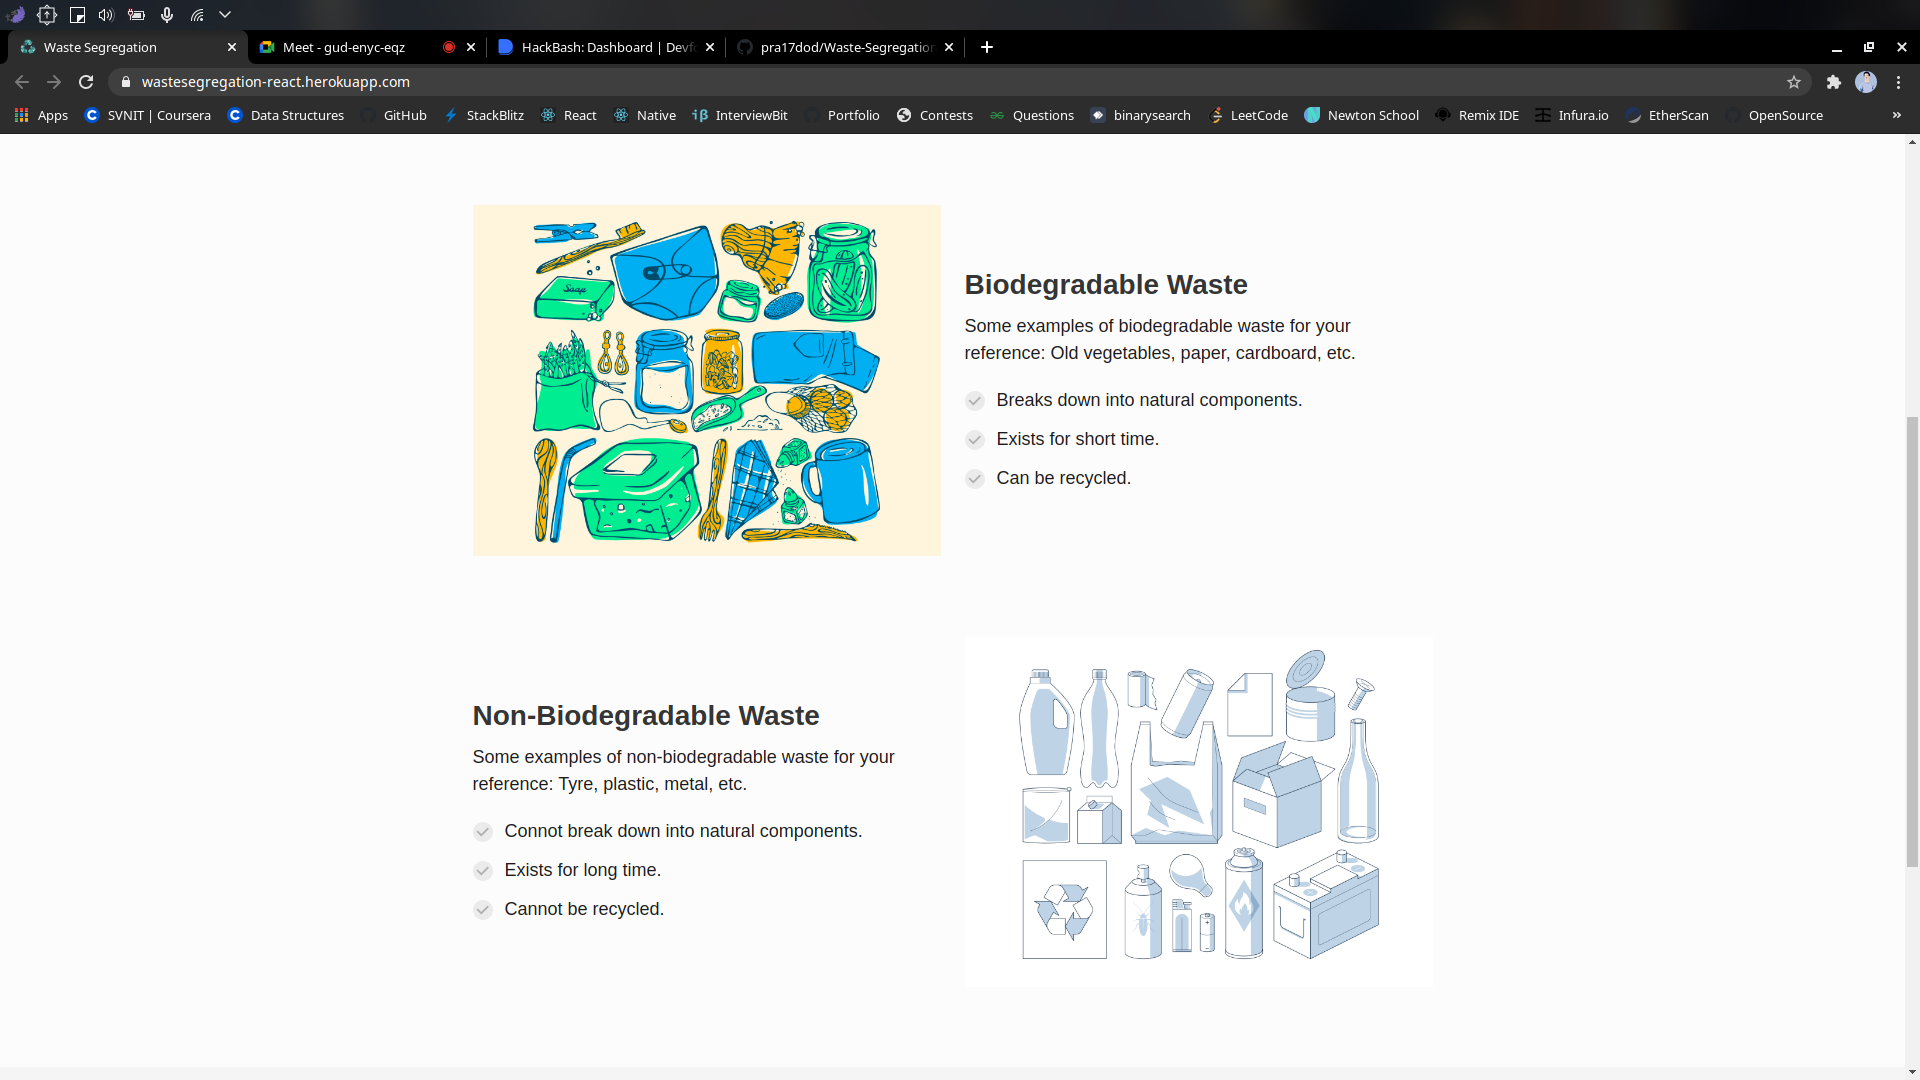 Waste Segregation
Meet - gud-enyc-eqz
HackBash: Dashboard | Devf
pra17dod/Waste-Segregation
wastesegregation-react.herokuapp.com
Apps
SVNIT | Coursera
Data Structures
GitHub
StackBlitz
React
Native
InterviewBit
Portfolio
Contests
Questions
binarysearch
LeetCode
Newton School
Remix IDE
Infura.io
EtherScan
OpenSource
Soap
Biodegradable Waste
Some examples of biodegradable waste for your
reference: Old vegetables, paper, cardboard, etc.
Breaks down into natural components.
Exists for short time.
Can be recycled.
Non-Biodegradable Waste
Some examples of non-biodegradable waste for your
reference: Tyre, plastic, metal, etc.
Connot break down into natural components.
Exists for long time.
Cannot be recycled.